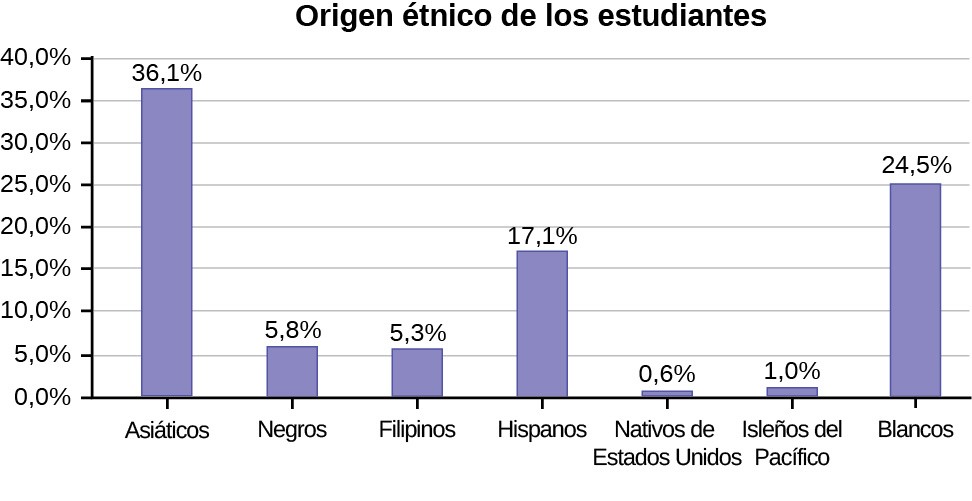 Origen étnico de los estudiantes
40,0%
35,0%
30,0%
25,0%
20,0%
15,0%
10,0%
5,0%
0,0%
36,1%
5,8%
5,3%
17,1%
0,6%
1,0%
24,5%
Asiáticos
Negros
Filipinos
Hispanos
Nativos de
Estados Unidos
Isleños del
Pacífico
Blancos